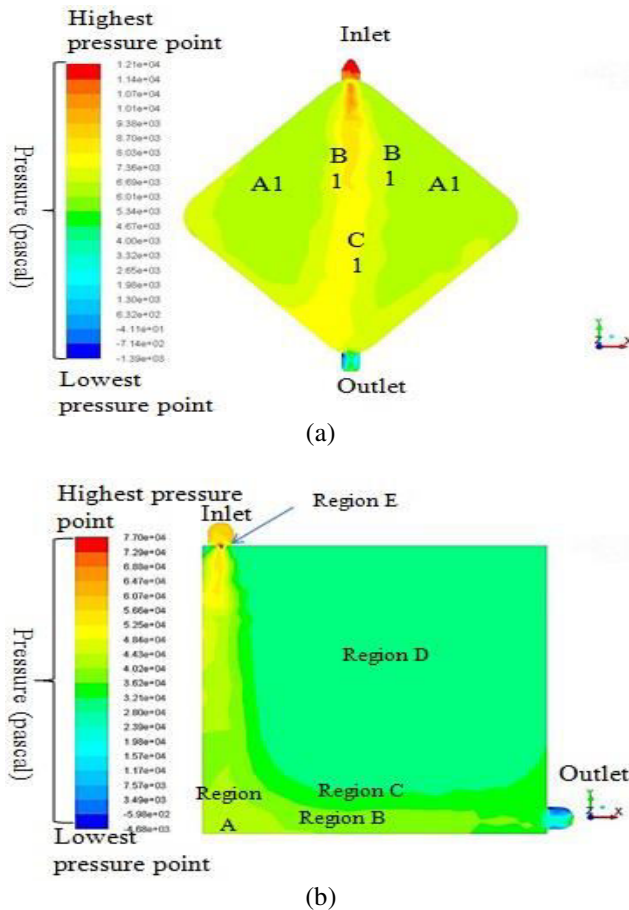 Highest
pressure point
Inlet
1.21e+04
1.14e+04
1.07e+04
1.01e+04
9.38e+03
8.70e+03
8.03e+03
7.36e+03
6.69e+03
6.01e+03
5.34e+03
4.67e+03
4.00e+03
3.32e+03
2.65e+03
1.98e+03
1.30e+03
6.32e+02
-4.11e+01
-7.14e+02
-1.39e+03
Pressure (pascal)
A1
B
1
B
1
A1
C
1
Y
Z
X
Lowest
pressure point
Outlet
(a)
Highest pressure
point
Inlet
Region E
7.70e+04
7.29e+04
6.88e+04
6.47e+04
6.07e+04
5.66e+04
5.25e+04
4.84e+04
4.43e+04
4.02e+04
3.62e+04
3.21e+04
2.80e+04
2.39e+04
1.98e+04
1.57e+04
1.17e+04
7.57e+03
3.49e+03
-5.98e+02
-4.68e+03
Pressure (pascal)
Region D
Region C
Region
A
Region B
Outlet
Y
Z
X
Lowest
pressure point
(b)